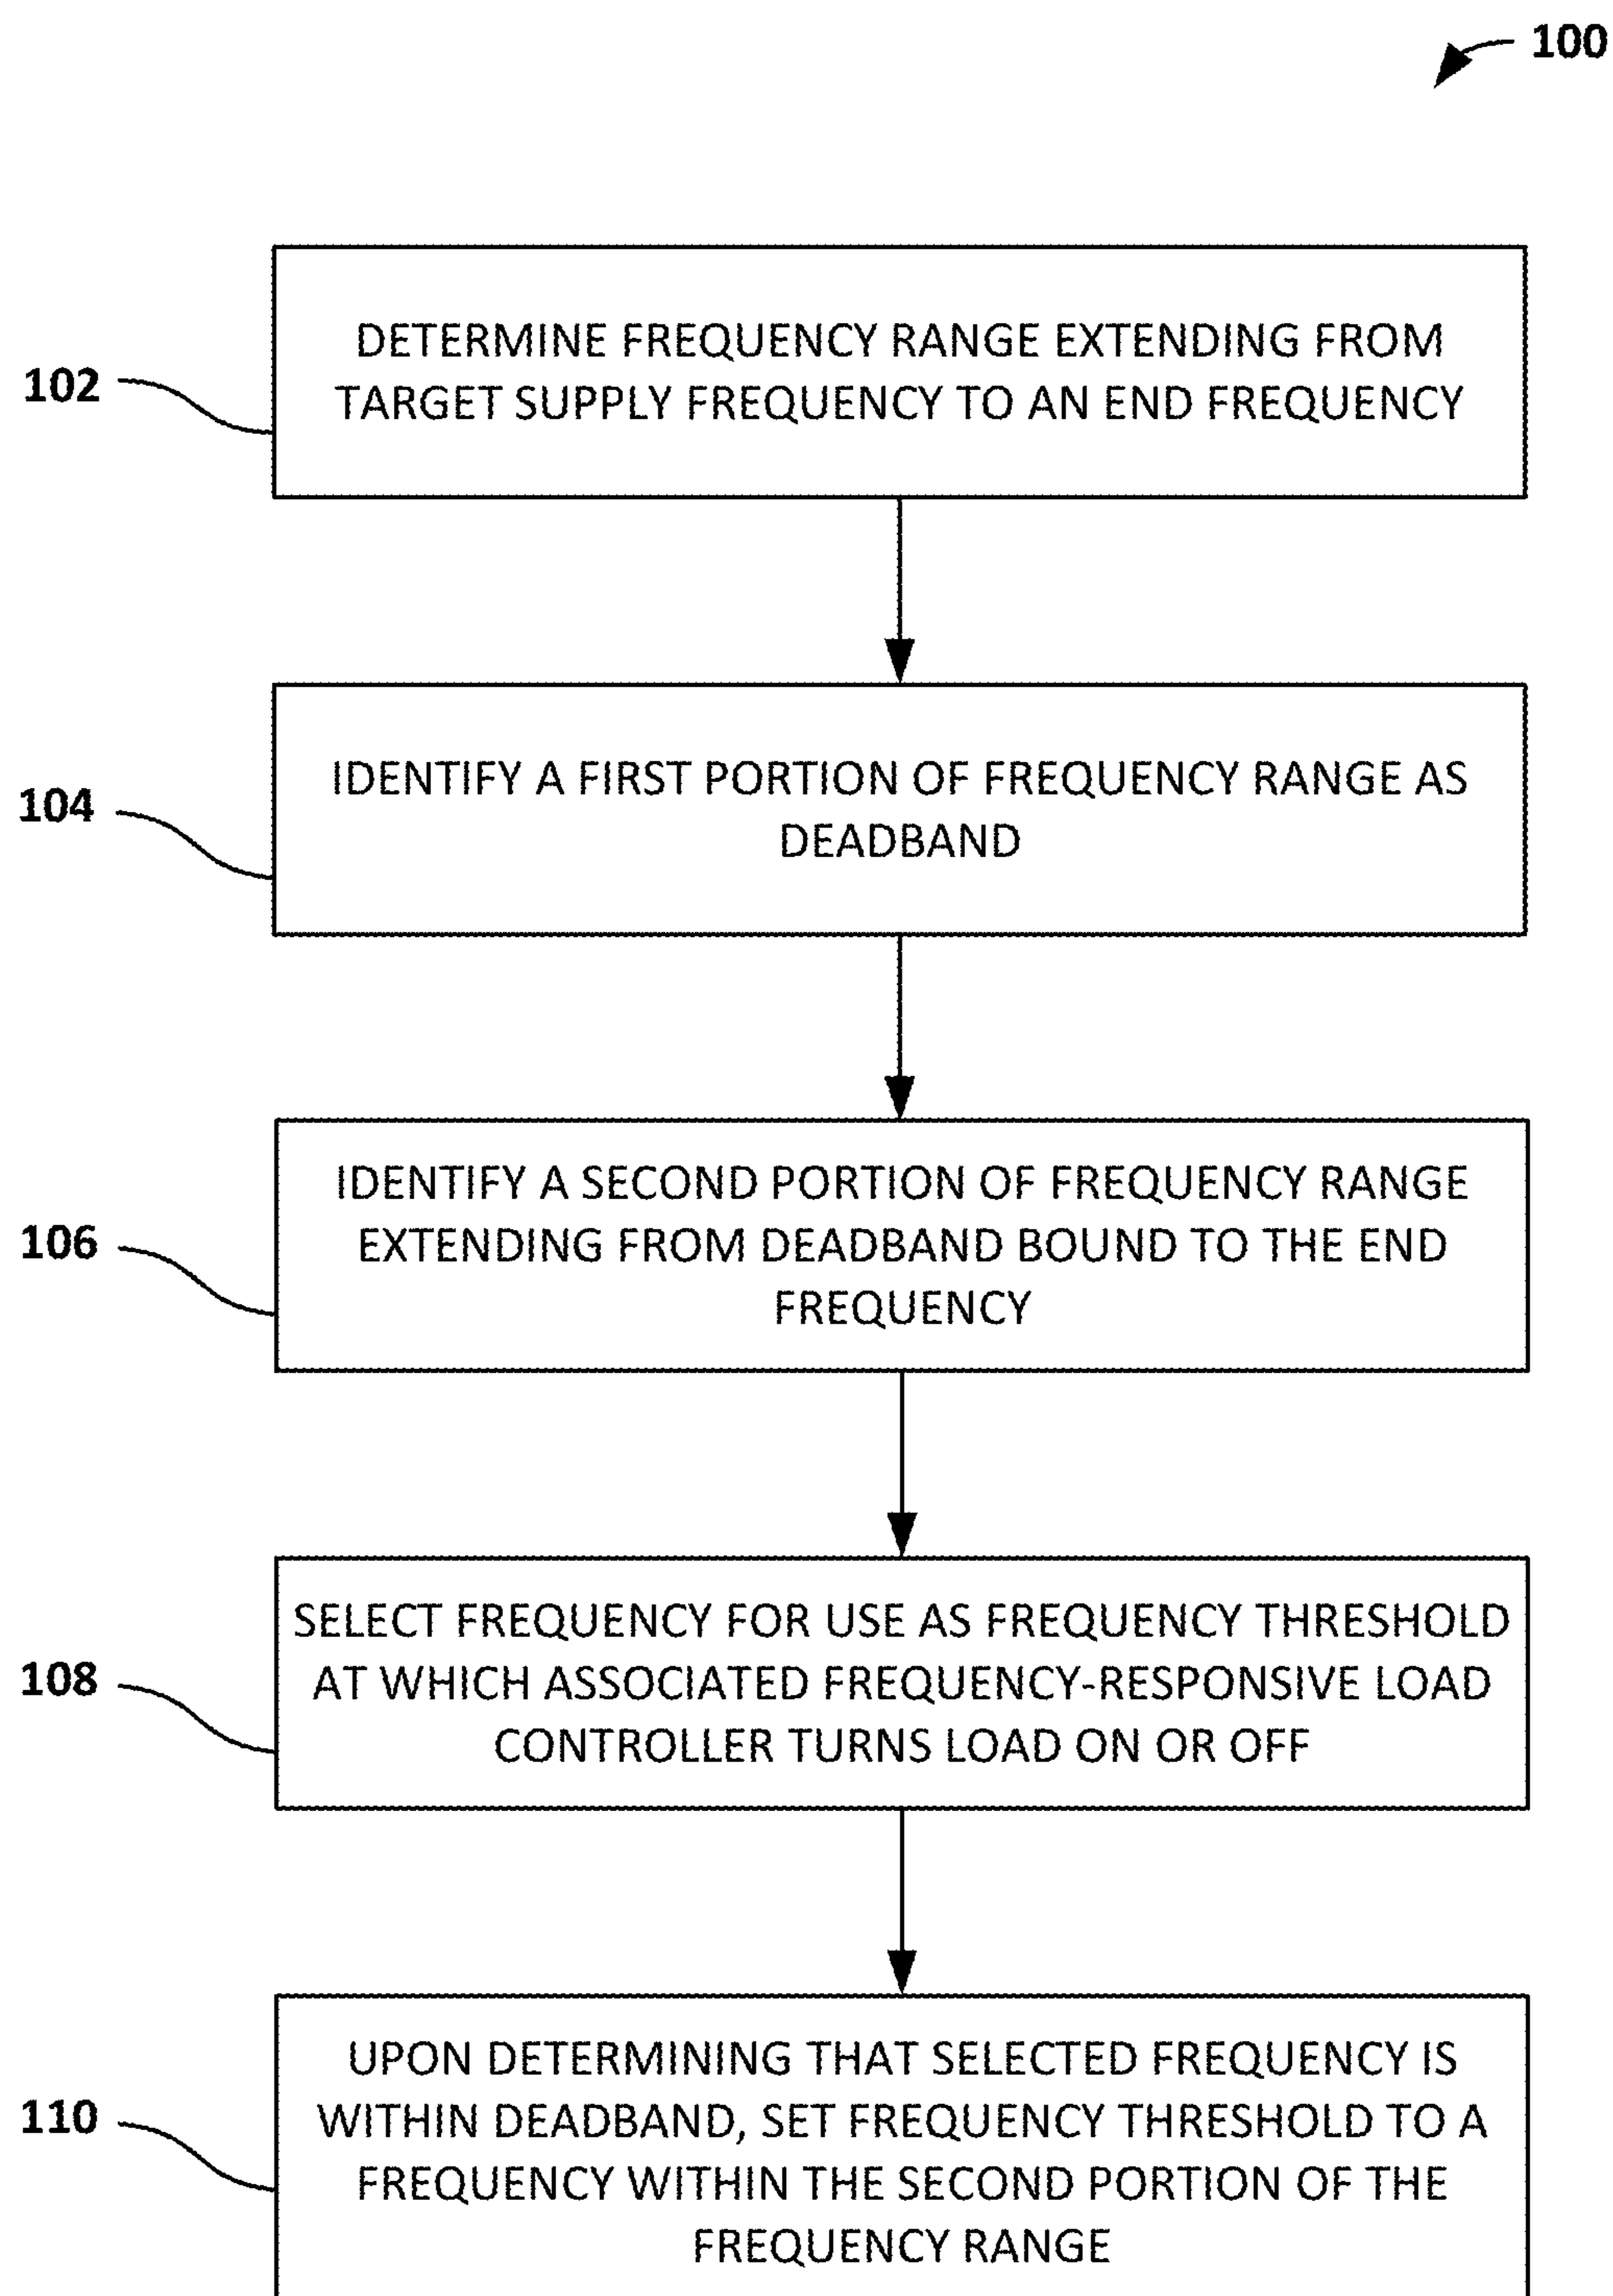 100
102
DETERMINE FREQUENCY RANGE EXTENDING FROM
TARGET SUPPLY FREQUENCY TO AN END FREQUENCY
104
IDENTIFY A FIRST PORTION OF FREQUENCY RANGE AS
DEADBAND
106
IDENTIFY A SECOND PORTION OF FREQUENCY RANGE
EXTENDING FROM DEADBAND BOUND TO THE END
FREQUENCY
108
SELECT FREQUENCY FOR USE AS FREQUENCY THRESHOLD
AT WHICH ASSOCIATED FREQUENCY-RESPONSIVE LOAD
CONTROLLER TURNS LOAD ON OR OFF
110
UPON DETERMINING THAT SELECTED FREQUENCY IS
WITHIN DEADBAND, SET FREQUENCY THRESHOLD TO A
FREQUENCY WITHIN THE SECOND PORTION OF THE
FREQUENCY RANGE